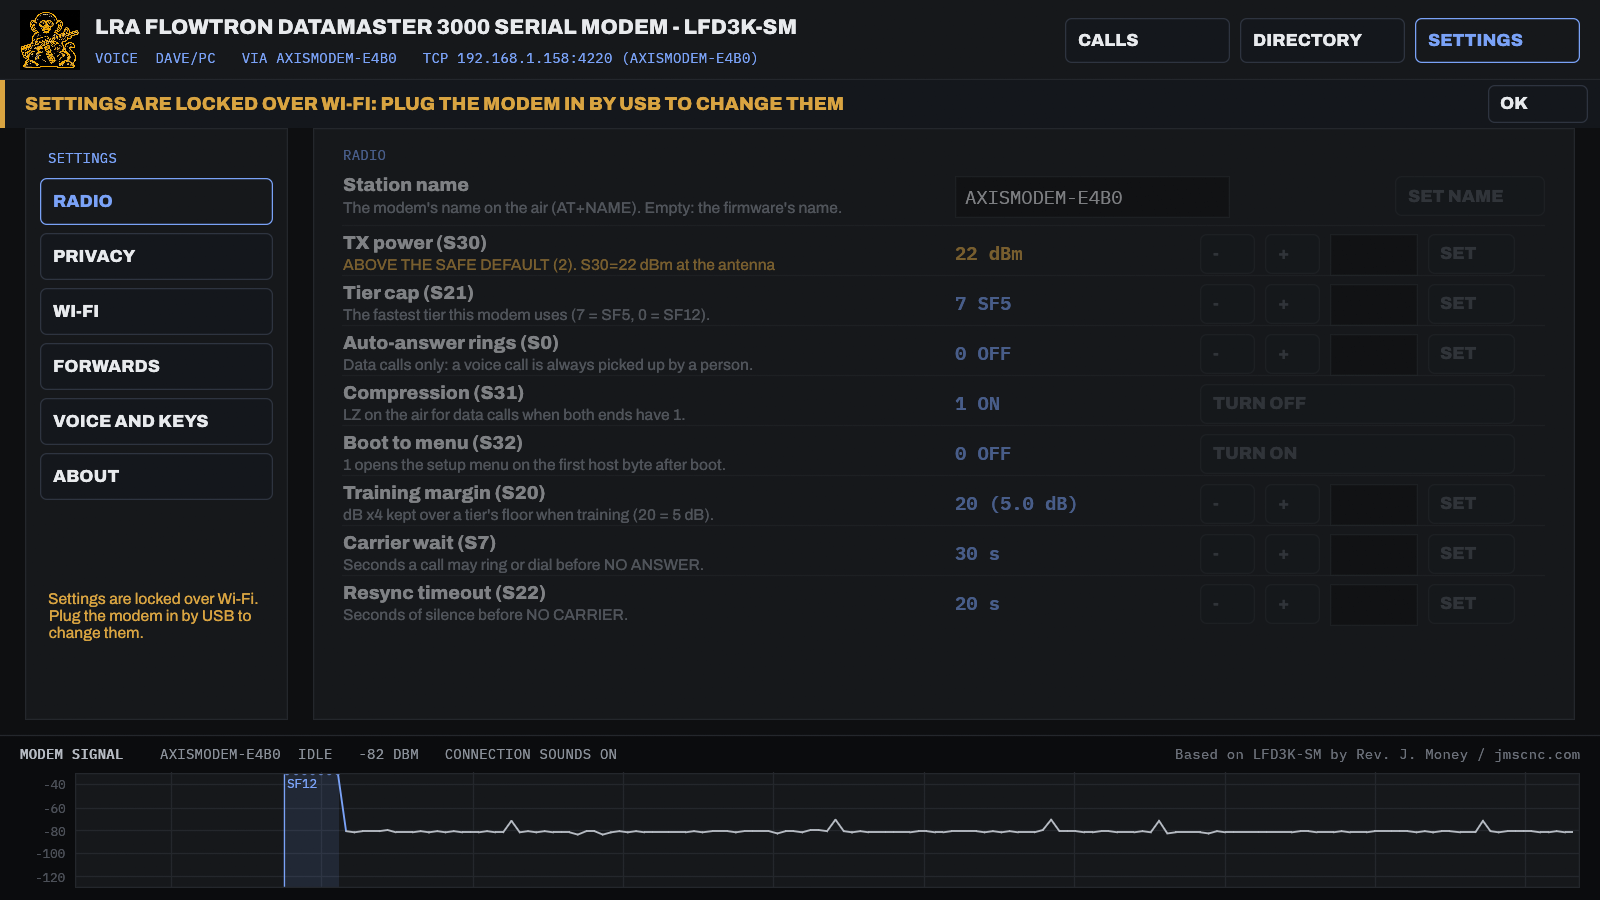 LRA FLOWTRON DATAMASTER 3000 SERIAL MODEM - LFD3K-SM
VOICE DAVE/PC VIA AXISMODEM-E4B0 TCP 192.168.1.158:4220 (AXISMODEM-E4B0)
CALLS
DIRECTORY
SETTINGS
SETTINGS ARE LOCKED OVER WI-FI: PLUG THE MODEM IN BY USB TO CHANGE THEM
OK
SETTINGS
RADIO
PRIVACY
WI-FI
FORWARDS
VOICE AND KEYS
ABOUT
Settings are locked over Wi-Fi.
Plug the modem in by USB to
change them.
RADIO
Station name
The modem's name on the air (AT+NAME). Empty: the firmware's name.
AXISMODEM-E4B0
SET NAME
TX power (S30)
ABOVE THE SAFE DEFAULT (2). S30=22 dBm at the antenna
22 dBm
- + SET
Tier cap (S21)
The fastest tier this modem uses (7 = SF5, 0 = SF12).
7 SF5
- + SET
Auto-answer rings (S0)
Data calls only: a voice call is always picked up by a person.
0 OFF
- + SET
Compression (S31)
LZ on the air for data calls when both ends have 1.
1 ON
TURN OFF
Boot to menu (S32)
1 opens the setup menu on the first host byte after boot.
0 OFF
TURN ON
Training margin (S20)
dB x4 kept over a tier's floor when training (20 = 5 dB).
20 (5.0 dB)
- + SET
Carrier wait (S7)
Seconds a call may ring or dial before NO ANSWER.
30 s
- + SET
Resync timeout (S22)
Seconds of silence before NO CARRIER.
20 s
- + SET
MODEM SIGNAL AXISMODEM-E4B0 IDLE -82 DBM CONNECTION SOUNDS ON
Based on LFD3K-SM by Rev. J. Money / jmscnc.com
SF12
-40
-60
-80
-100
-120